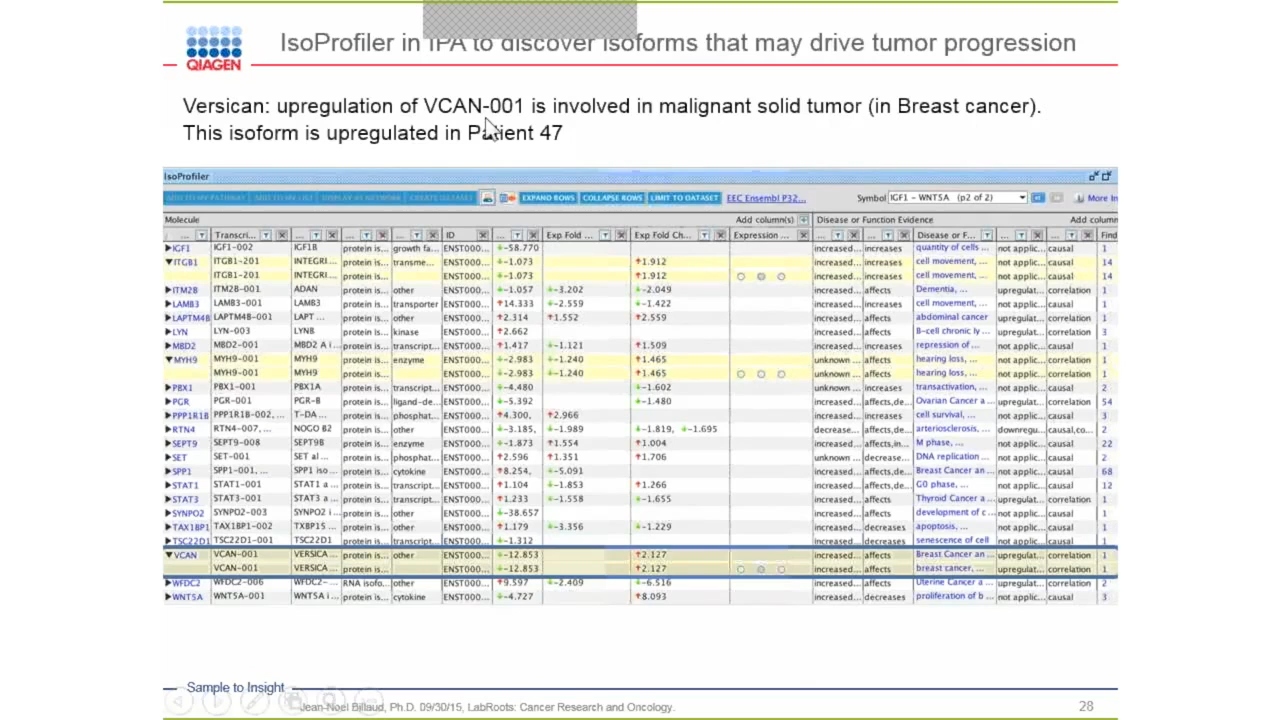 QIAGEN
IsoProfiler in IPA to discover isoforms that may drive tumor progression
Versican: upregulation of VCAN-001 is involved in malignant solid tumor (in Breast cancer).
This isoform is upregulated in Patient 47
IsoProfiler
ADD TO MY PATHWAY ADD TO MY LIST DISPLAY AS NETWORK CREATE DATASET EXPAND ROWS COLLAPSE ROWS LIMIT TO DATASET EEC Ensembl P32... Symbol IGF1 - WNT5A (p2 of 2) More In
Molecule Add column(s) Disease or Function Evidence Add column
... Transcri... ... ... ... ID ... Exp Fold ... Exp Fold Ch... Expression ... ... ... Disease or F... ... ... Find
IGF1 IGF1-002 IGF1B protein is... growth fa... ENST000... -58.770 increased... increases quantity of cells ... not applic... causal 1
ITGB1 ITGB1-201 INTEGRI... protein is... transme... ENST000... -1.073 1.912 increased... increases cell movement, ... not applic... causal 14
ITGB1-201 INTEGRI... protein is... ENST000... -1.073 1.912 increased... increases cell movement, ... not applic... causal 14
ITM2B ITM2B-001 ADAN protein is... other ENST000... -1.057 -3.202 -2.049 increased... affects Dementia, ... upregulat... correlation 1
LAMB3 LAMB3-001 LAMB3 protein is... transporter ENST000... 14.333 -2.559 -1.422 increased... affects cell movement, ... not applic... causal 1
LAPTM4B LAPTM4B-001 LAPT ... protein is... other ENST000... 2.314 1.552 2.559 increased... affects abdominal cancer upregulat... correlation 1
LYN LYN-003 LYNB protein is... kinase ENST000... 2.662 increased... affects B-cell chronic ly ... upregulat... correlation 3
MBD2 MBD2-001 MBD2 A i... protein is... transcript... ENST000... 1.417 -1.121 1.509 increased... increases repression of ... not applic... causal 1
MYH9 MYH9-001 MYH9 protein is... enzyme ENST000... -2.983 -1.240 1.465 unknown ... affects hearing loss, ... not applic... correlation 1
MYH9-001 MYH9 protein is... ENST000... -2.983 -1.240 1.465 unknown ... affects hearing loss, ... not applic... correlation 1
PBX1 PBX1-001 PBX1A protein is... transcript... ENST000... -4.480 -1.602 unknown ... increases transactivation, ... not applic... causal 2
PGR PGR-001 PGR-B protein is... ligand-de... ENST000... -5.392 -1.480 increased... affects,de... Ovarian Cancer a ... upregulat... correlation 54
PPP1R1B PPP1R1B-002, ... T-DA ... protein is... phosphat... ENST000... 4.300, 2.966 increased... increases cell survival, ... not applic... causal 3
RTN4 RTN4-007, ... NOGO B2 protein is... other ENST000... -3.185, -1.989 -1.819, -1.695 decrease... affects,de... arteriosclerosis, ... downregu... causal,co... 2
SEPT9 SEPT9-008 SEPT9B protein is... enzyme ENST000... -1.873 1.554 1.004 increased... affects,in... M phase, ... not applic... causal 22
SET SET-001 SET al ... protein is... phosphat... ENST000... 2.596 1.351 1.706 unknown ... decrease... DNA replication ... not applic... causal 2
SPP1 SPP1-001, ... SPP1 iso ... protein is... cytokine ENST000... 8.254, -5.091 increased... affects,de... Breast Cancer an ... not applic... causal 68
STAT1 STAT1-001 STAT1 a ... protein is... transcript... ENST000... 1.104 -1.853 1.266 increased... affects,de... G0 phase, ... not applic... causal 12
STAT3 STAT3-001 STAT3 a ... protein is... transcript... ENST000... 1.233 -1.558 -1.655 increased... affects Thyroid Cancer a ... upregulat... correlation 1
SYNPO2 SYNPO2-003 SYNPO2 i... protein is... other ENST000... -38.657 increased... affects development of c ... not applic... causal 1
TAX1BP1 TAX1BP1-002 TXBP15 ... protein is... other ENST000... 1.179 -3.356 -1.229 increased... decreases apoptosis, ... not applic... causal 1
TSC22D1 TSC22D1-001 TSC22D1 protein is... transcript... ENST000... -1.312 increased... decreases senescence of cell not applic... causal 1
VCAN VCAN-001 VERSICA ... protein is... other ENST000... -12.853 2.127 increased... affects Breast Cancer an ... upregulat... correlation 1
VCAN-001 VERSICA ... protein is... ENST000... -12.853 2.127 increased... affects breast cancer, ... upregulat... correlation 1
WFDC2 WFDC2-006 WFDC2- ... RNA isofo... other ENST000... 9.597 -2.409 -6.516 increased... affects Uterine Cancer a ... upregulat... correlation 2
WNT5A WNT5A-001 WNT5A i... protein is... cytokine ENST000... -4.727 8.093 increased... decreases proliferation of b ... not applic... causal 3
Sample to Insight
Jean-Noel Billaud, Ph.D. 09/30/15, LabRoots: Cancer Research and Oncology. 28